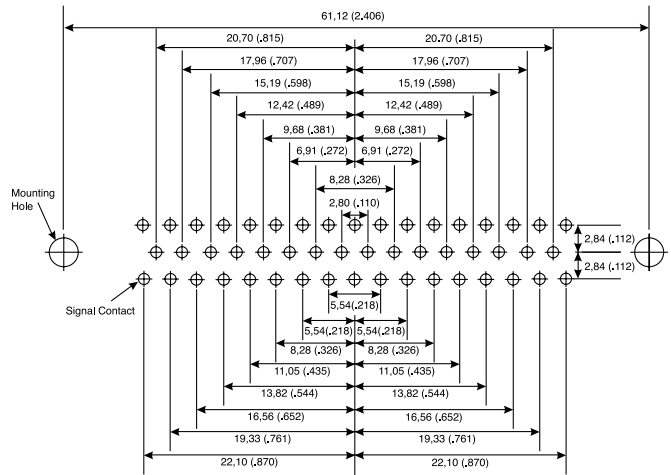 61,12 (2.406)
20,70 (.815) 20.70 (.815)
17,96 (.707) 17,96 (.707)
15,19 (.598) 15,19 (.598)
12,42 (.489) 12,42 (.489)
9,68 (.381) 9,68 (.381)
6,91 (.272) 6,91 (.272)
8,28 (.326)
2,80 (.110)
Mounting
Hole
2,84 (.112)
2,84 (.112)
Signal Contact
5,54(.218)
5,54(.218) 5,54(.218)
8,28 (.326) 8,28 (.326)
11,05 (.435) 11,05 (.435)
13,82 (.544) 13,82 (.544)
16,56 (.652) 16,56 (.652)
19,33 (.761) 19,33 (.761)
22,10 (.870) 22,10 (.870)